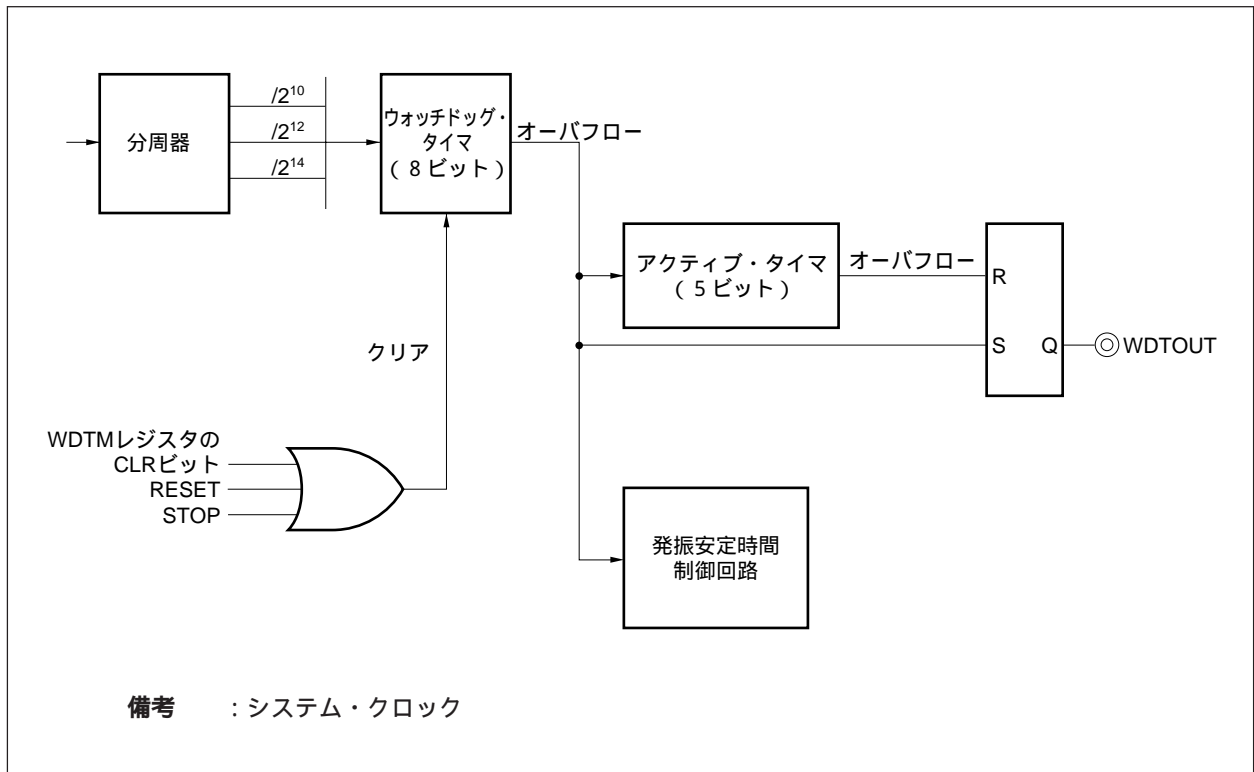 分周器
/2¹⁰
/2¹²
/2¹⁴
ウォッチドッグ・
タイマ
（8ビット）
オーバフロー
アクティブ・タイマ
（5ビット）
オーバフロー
R
S
Q
WDTOUT
クリア
WDTMレジスタの
CLRビット
RESET
STOP
発振安定時間
制御回路
備考 ：システム・クロック